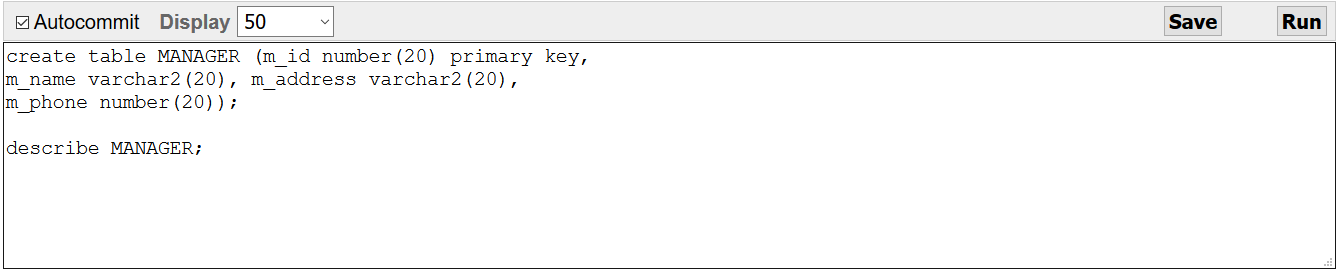 Autocommit Display 50 Save Run
create table MANAGER (m_id number(20) primary key,
m_name varchar2(20), m_address varchar2(20),
m_phone number(20));
describe MANAGER;